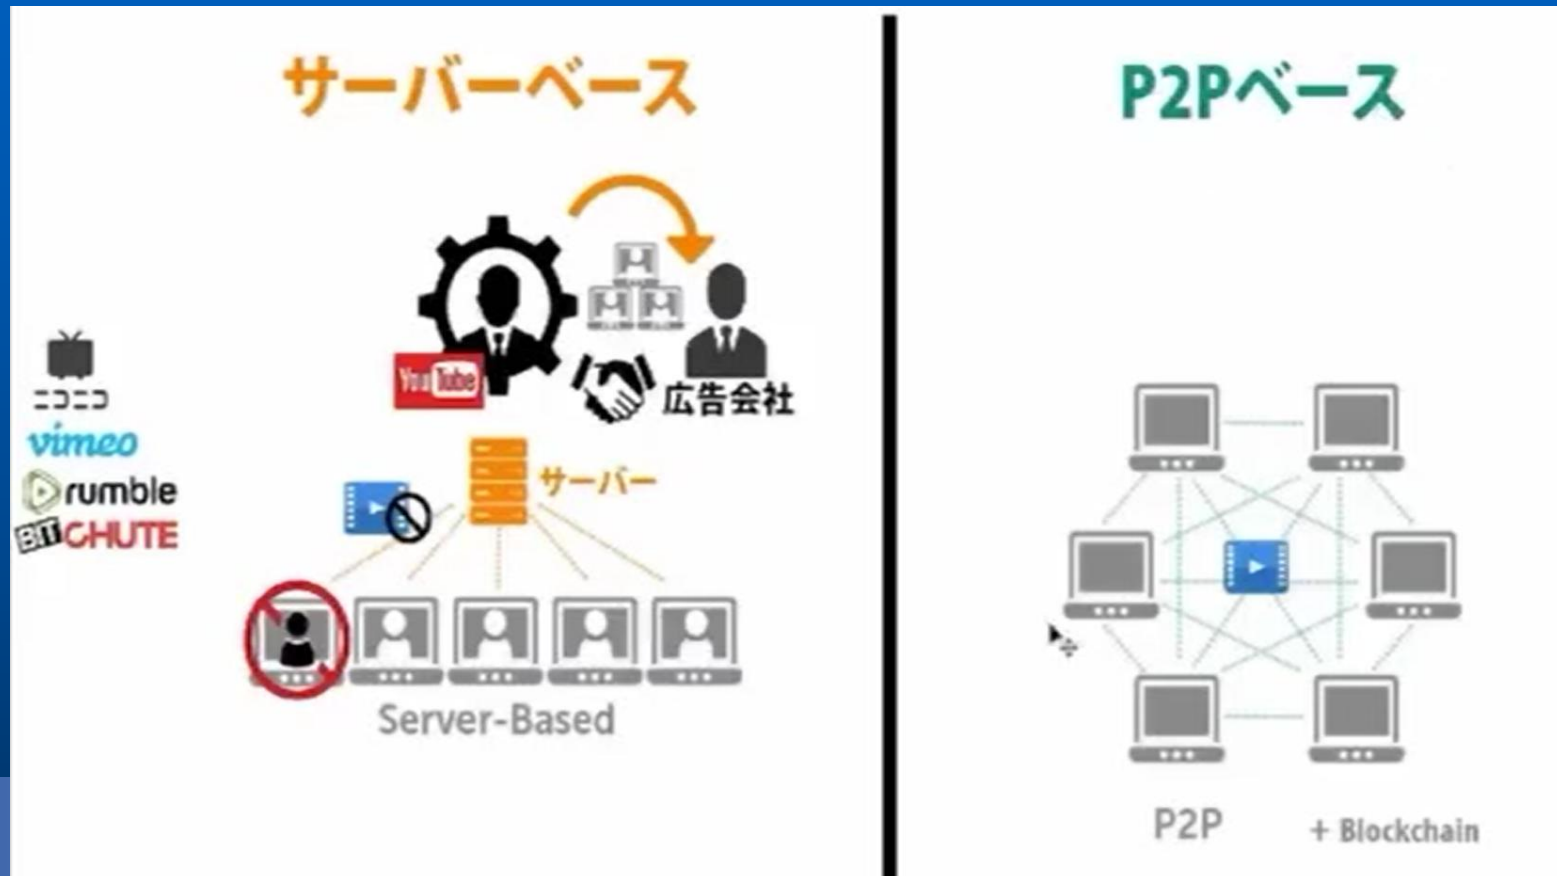 サーバーベース
P2Pベース
YouTube
広告会社
ニコニコ
vimeo
rumble
BITCHUTE
サーバー
Server-Based
P2P
+ Blockchain